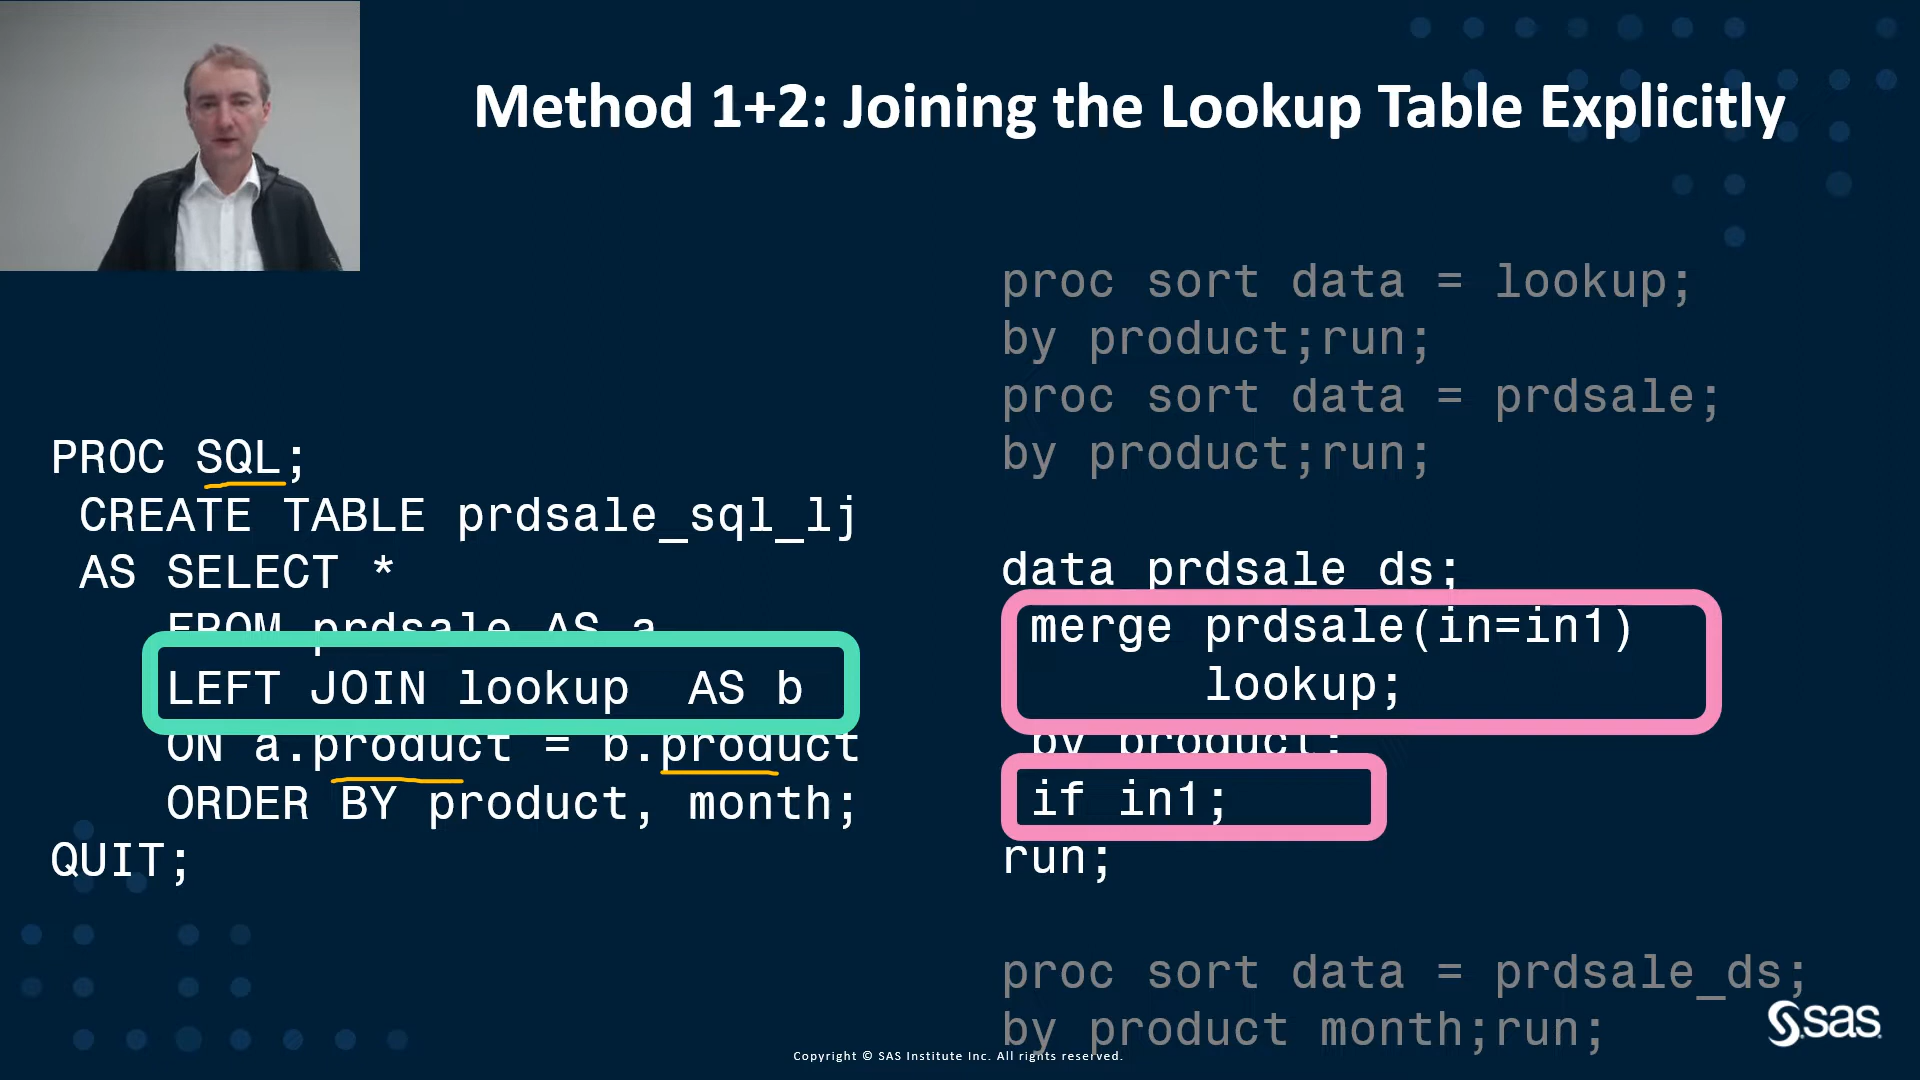 Method 1+2: Joining the Lookup Table Explicitly
PROC SQL;
CREATE TABLE prdsale_sql_lj
AS SELECT *
FROM prdsale AS a
LEFT JOIN lookup AS b
ON a.product = b.product
ORDER BY product, month;
QUIT;
proc sort data = lookup;
by product;run;
proc sort data = prdsale;
by product;run;
data prdsale_ds;
merge prdsale(in=in1)
lookup;
by product;
if in1;
run;
proc sort data = prdsale_ds;
by product month;run;
Copyright © SAS Institute Inc. All rights reserved.
sas